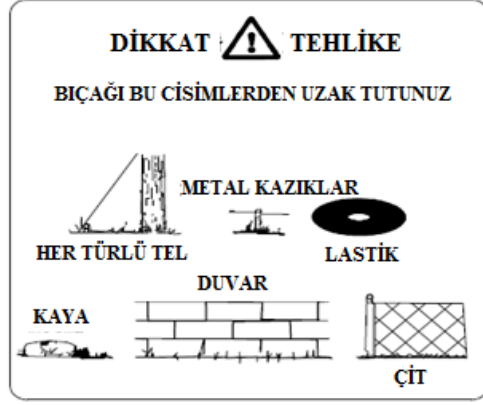 DİKKAT TEHLİKE
BIÇAĞI BU CİSİMLERDEN UZAK TUTUNUZ
METAL KAZIKLAR
HER TÜRLÜ TEL
LASTİK
DUVAR
KAYA
ÇİT